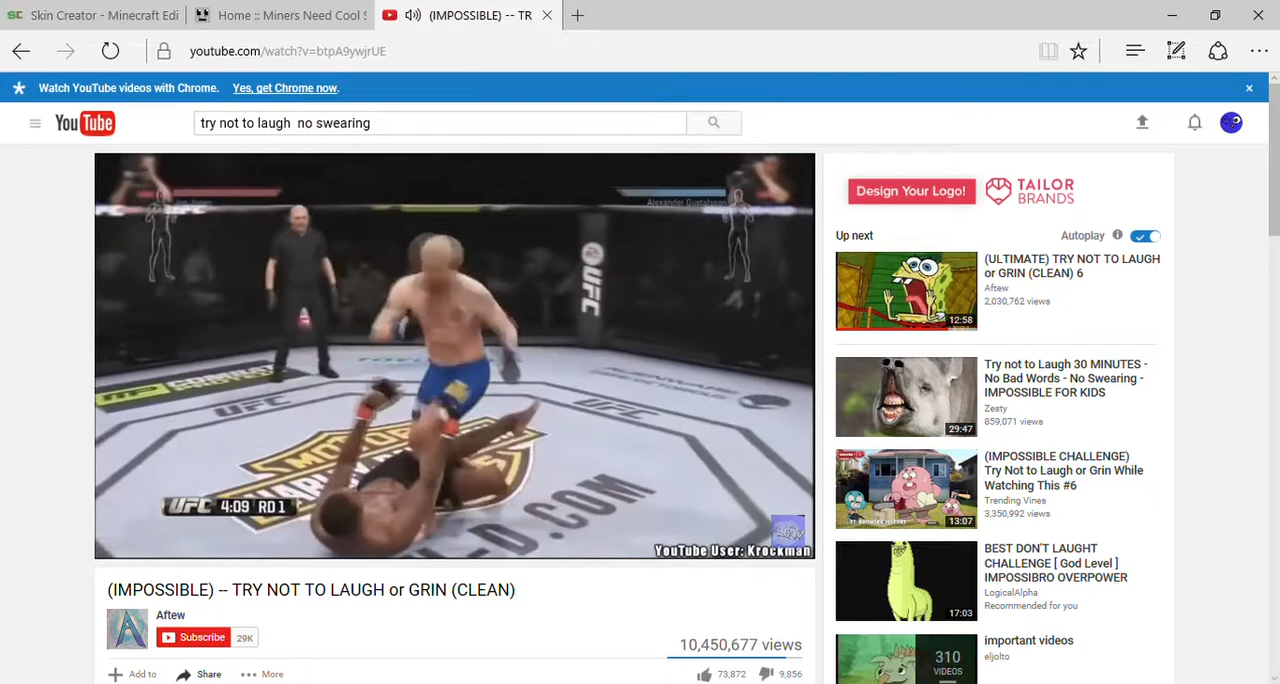 Skin Creator - Minecraft Edi
Home :: Miners Need Cool S
(IMPOSSIBLE) -- TR
youtube.com/watch?v=btpA9ywjrUE
Watch YouTube videos with Chrome. Yes, get Chrome now.
YouTube
try not to laugh  no swearing
Alexander Gustafsson
UFC
UFC
UFC
UFC 4:09 RD 1
LD.COM
YouTube User: Krockman
(IMPOSSIBLE) -- TRY NOT TO LAUGH or GRIN (CLEAN)
Aftew
Subscribe 29K
10,450,677 views
Add to
Share
More
73,872
9,856
Design Your Logo!
TAILOR
BRANDS
Up next
Autoplay
(ULTIMATE) TRY NOT TO LAUGH
or GRIN (CLEAN) 6
Aftew
2,030,762 views
12:58
Try not to Laugh 30 MINUTES -
No Bad Words - No Swearing -
IMPOSSIBLE FOR KIDS
Zesty
859,071 views
29:47
(IMPOSSIBLE CHALLENGE)
Try Not to Laugh or Grin While
Watching This #6
Trending Vines
3,350,992 views
13:07
BEST DON'T LAUGHT
CHALLENGE [ God Level ]
IMPOSSIBRO OVERPOWER
LogicalAlpha
Recommended for you
17:03
important videos
eljolto
310
VIDEOS